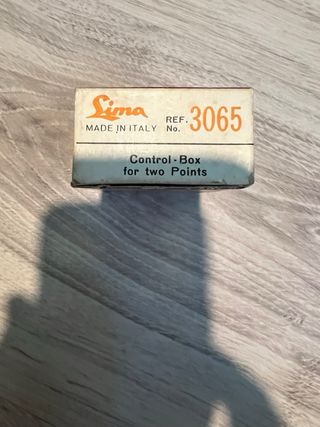 Lima
MADE IN ITALY
REF. No. 3065
Control-Box
for two Points